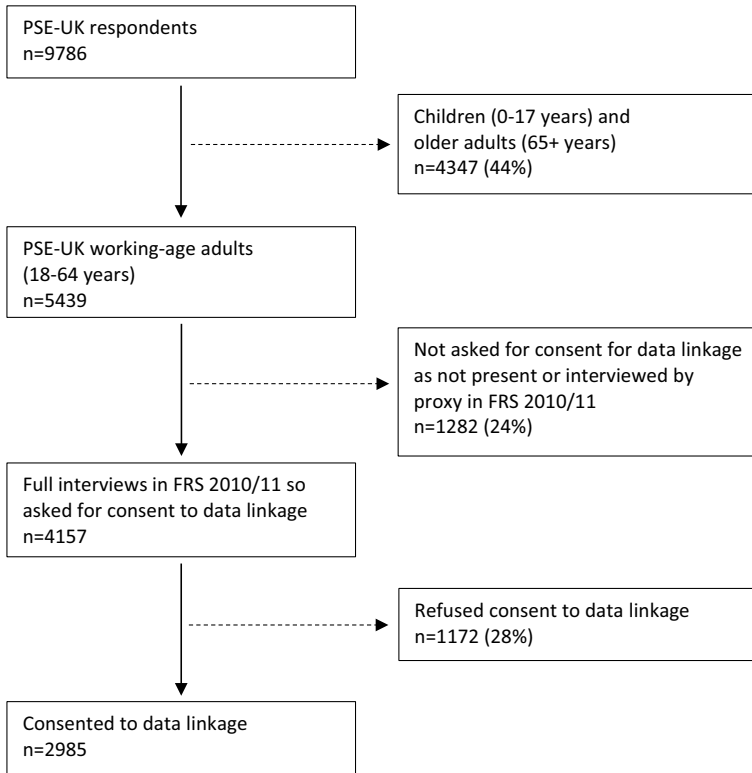 PSE-UK respondents
n=9786
Children (0-17 years) and
older adults (65+ years)
n=4347 (44%)
PSE-UK working-age adults
(18-64 years)
n=5439
Not asked for consent for data linkage
as not present or interviewed by
proxy in FRS 2010/11
n=1282 (24%)
Full interviews in FRS 2010/11 so
asked for consent to data linkage
n=4157
Refused consent to data linkage
n=1172 (28%)
Consented to data linkage
n=2985